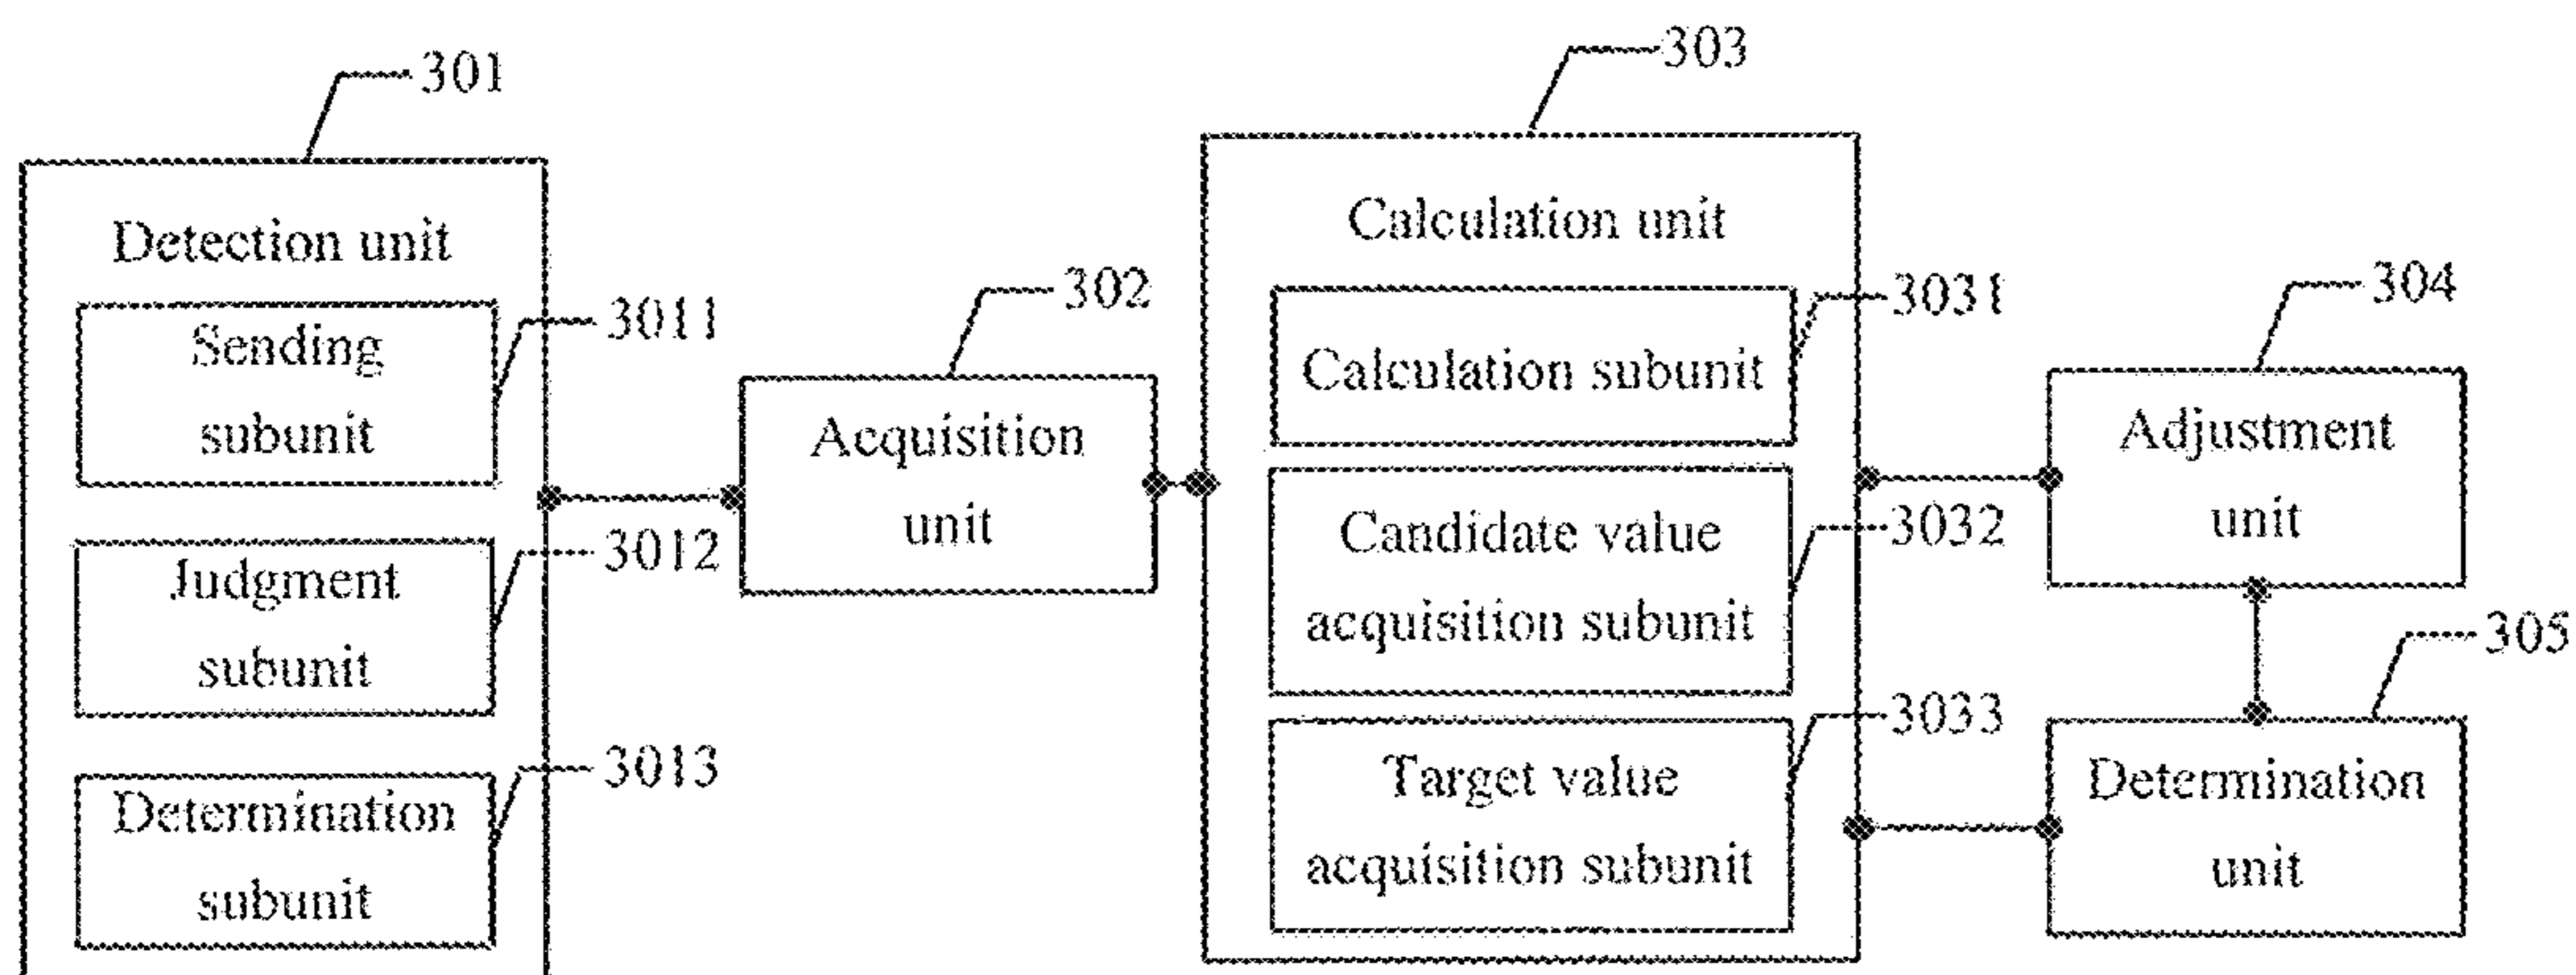 301
Detection unit
Sending
subunit
3011
Judgment
subunit
3012
Determination
subunit
3013
302
Acquisition
unit
303
Calculation unit
Calculation subunit
3031
Candidate value
acquisition subunit
3032
Target value
acquisition subunit
3033
304
Adjustment
unit
305
Determination
unit